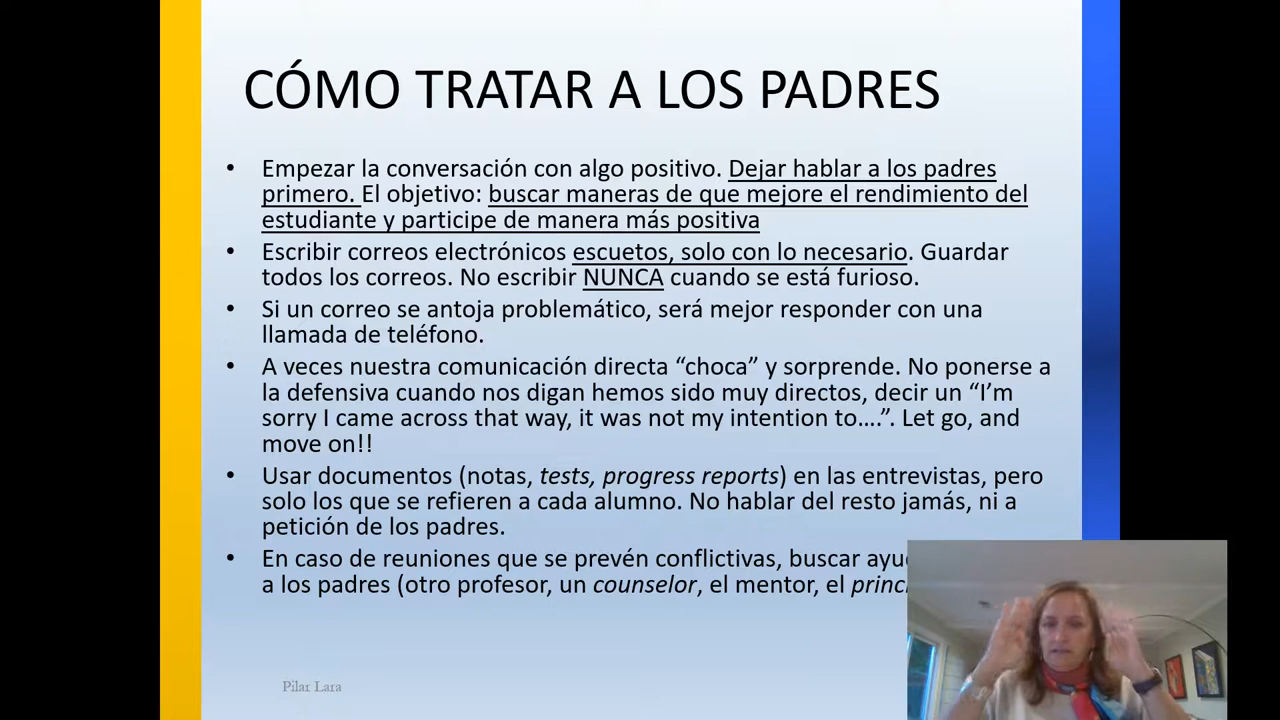 CÓMO TRATAR A LOS PADRES
• Empezar la conversación con algo positivo. Dejar hablar a los padres
primero. El objetivo: buscar maneras de que mejore el rendimiento del
estudiante y participe de manera más positiva
• Escribir correos electrónicos escuetos, solo con lo necesario. Guardar
todos los correos. No escribir NUNCA cuando se está furioso.
• Si un correo se antoja problemático, será mejor responder con una
llamada de teléfono.
• A veces nuestra comunicación directa “choca” y sorprende. No ponerse a
la defensiva cuando nos digan hemos sido muy directos, decir un “I’m
sorry I came across that way, it was not my intention to….”. Let go, and
move on!!
• Usar documentos (notas, tests, progress reports) en las entrevistas, pero
solo los que se refieren a cada alumno. No hablar del resto jamás, ni a
petición de los padres.
• En caso de reuniones que se prevén conflictivas, buscar
a los padres (otro profesor, un counselor, el mentor, el
Pilar Lara